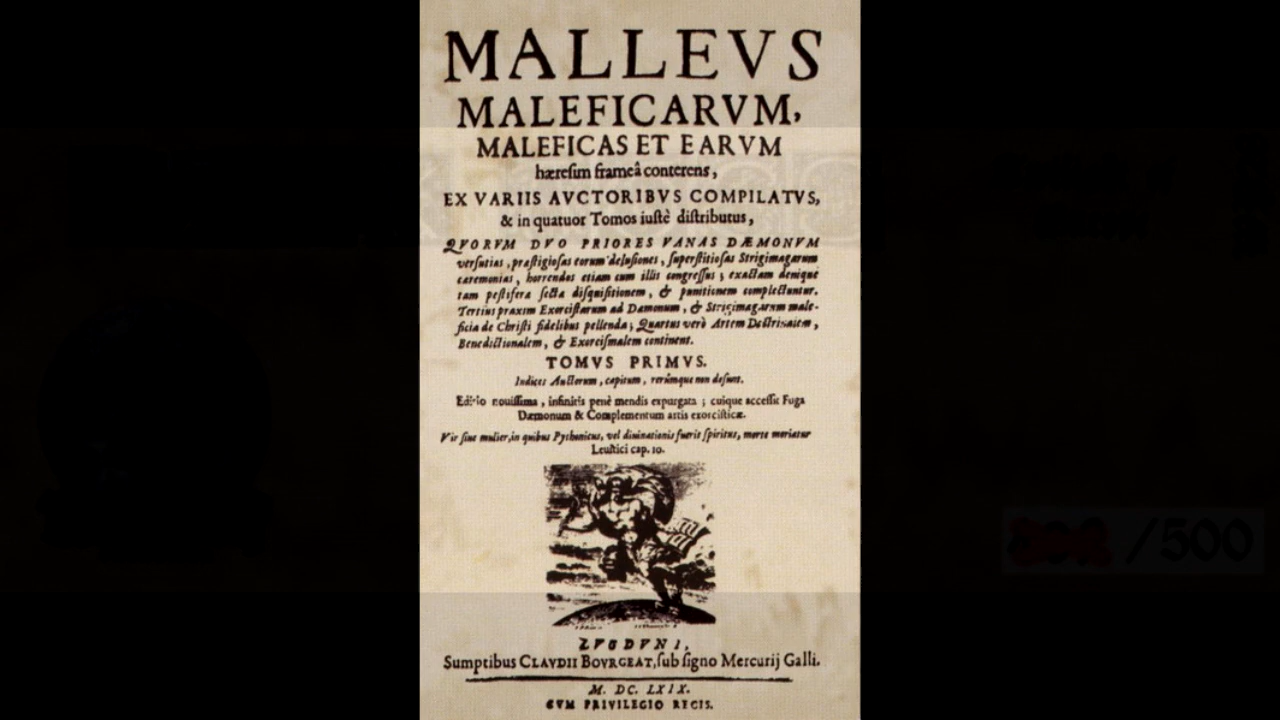 MALLEVS
MALEFICARVM,
MALEFICAS ET EARVM
hæresim frameâ conterens,
EX VARIIS AVCTORIBVS COMPILATVS,
& in quatuor Tomos iustè distributus,
QVORVM DVO PRIORES VANAS DÆMONVM
versutias, præstigiosas eorum delusiones, superstitiosas Strigimagarum
cæremonias, horrendos etiam cum illis congressus; exactam denique
tam pestiferæ sectæ disquisitionem, & punitionem complectuntur.
Tertius praxim Exorcistarum ad Dæmonum, & Strigimagarum male-
ficia de Christi fidelibus pellenda; Quartus verò Artem Doctrinalem,
Benedictionalem, & Exorcismalem continent.
TOMVS PRIMVS.
Indices Auctorum, capitum, rerúmque non desunt.
Editio nouissima, infinitis penè mendis expurgata; cuique accessit Fuga
Dæmonum & Complementum artis exorcisticæ.
Vir siue mulier, in quibus Pythonicus, vel diuinationis fuerit spiritus, morte moriatur
Leuitici cap. 10.
LVGDVNI,
Sumptibus CLAVDII BOVRGEAT, sub signo Mercurij Galli.
M. DC. LXIX.
CVM PRIVILEGIO REGIS.
/500